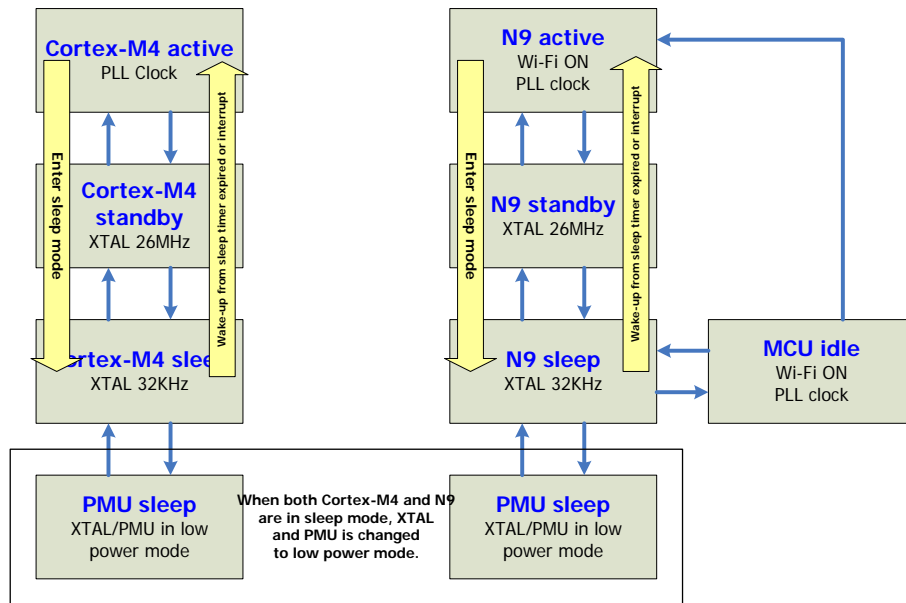 Cortex-M4 active
PLL Clock
Enter sleep mode
Wake-up from sleep timer expired or interrupt
Cortex-M4
standby
XTAL 26MHz
ortex-M4 slee
XTAL 32KHz
PMU sleep
XTAL/PMU in low
power mode
When both Cortex-M4 and N9
are in sleep mode, XTAL
and PMU is changed
to low power mode.
N9 active
Wi-Fi ON
PLL clock
Enter sleep mode
Wake-up from sleep timer expired or interrupt
N9 standby
XTAL 26MHz
N9 sleep
XTAL 32KHz
MCU idle
Wi-Fi ON
PLL clock
PMU sleep
XTAL/PMU in low
power mode